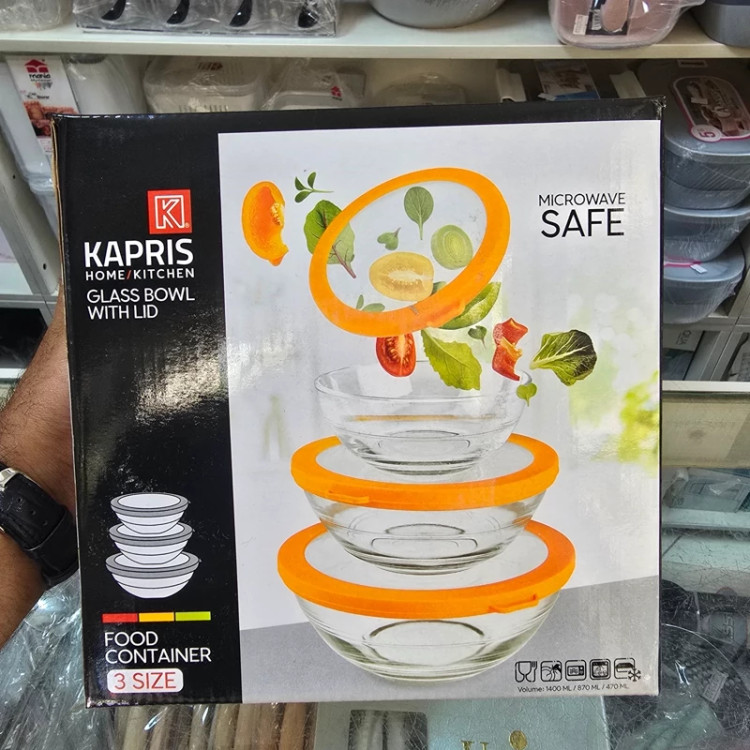 K
KAPRIS
HOME/KITCHEN
GLASS BOWL
WITH LID
MICROWAVE
SAFE
FOOD
CONTAINER
3 SIZE
Volume: 1400 ML / 870 ML / 470 ML